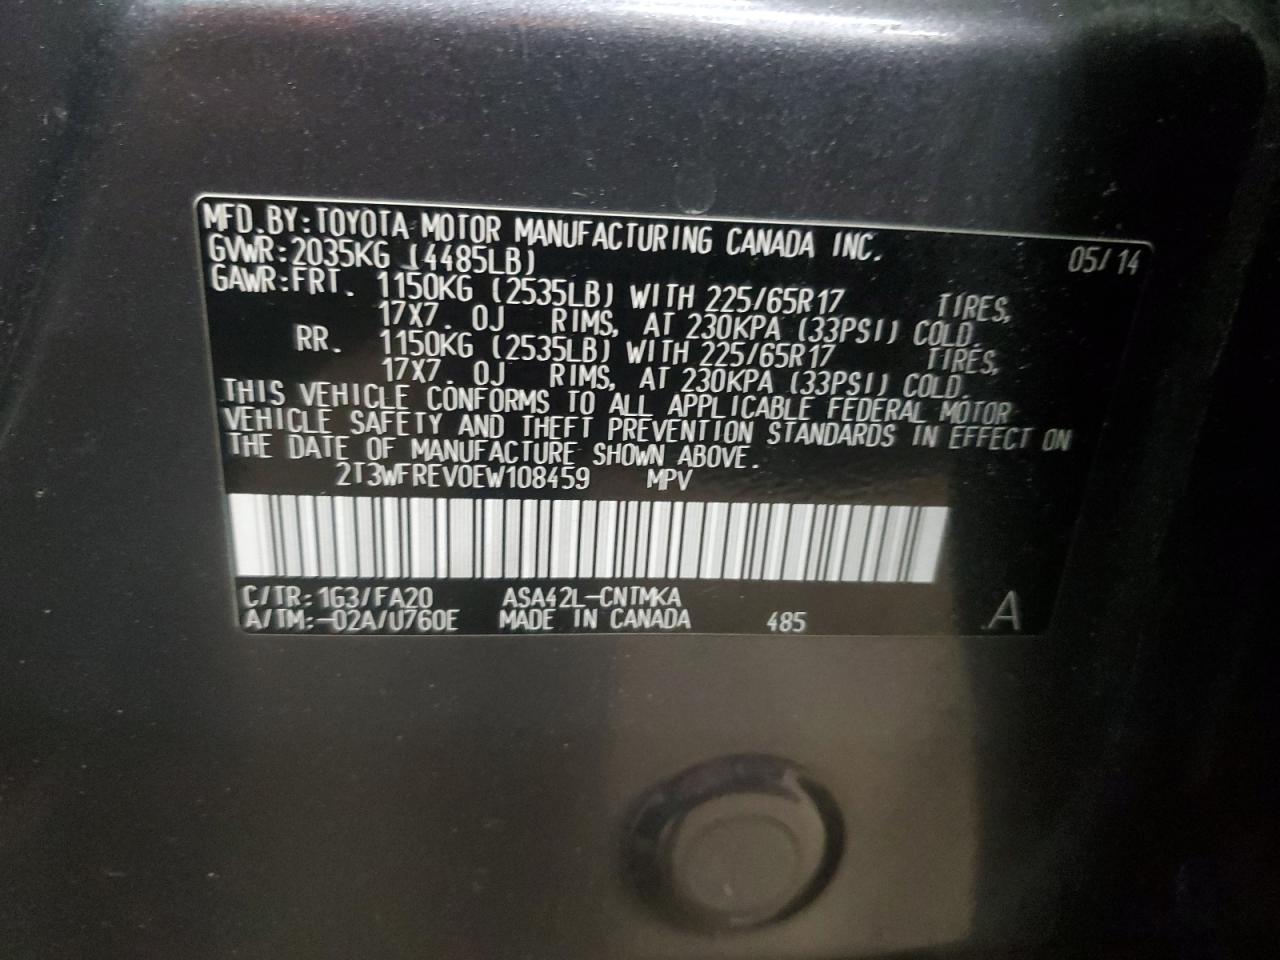 MFD.BY:TOYOTA MOTOR MANUFACTURING CANADA INC. 05/14
GVWR:2035KG (4485LB)
GAWR:FRT. 1150KG (2535LB) WITH 225/65R17 TIRES,
17X7.0J RIMS, AT 230KPA (33PSI) COLD.
RR. 1150KG (2535LB) WITH 225/65R17 TIRES,
17X7.0J RIMS, AT 230KPA (33PSI) COLD.
THIS VEHICLE CONFORMS TO ALL APPLICABLE FEDERAL MOTOR
VEHICLE SAFETY AND THEFT PREVENTION STANDARDS IN EFFECT ON
THE DATE OF MANUFACTURE SHOWN ABOVE.
2T3WFREV0EW108459 MPV
C/TR:1G3/FA20 ASA42L-CNTMKA
A/TM:-02A/U760E MADE IN CANADA 485 A